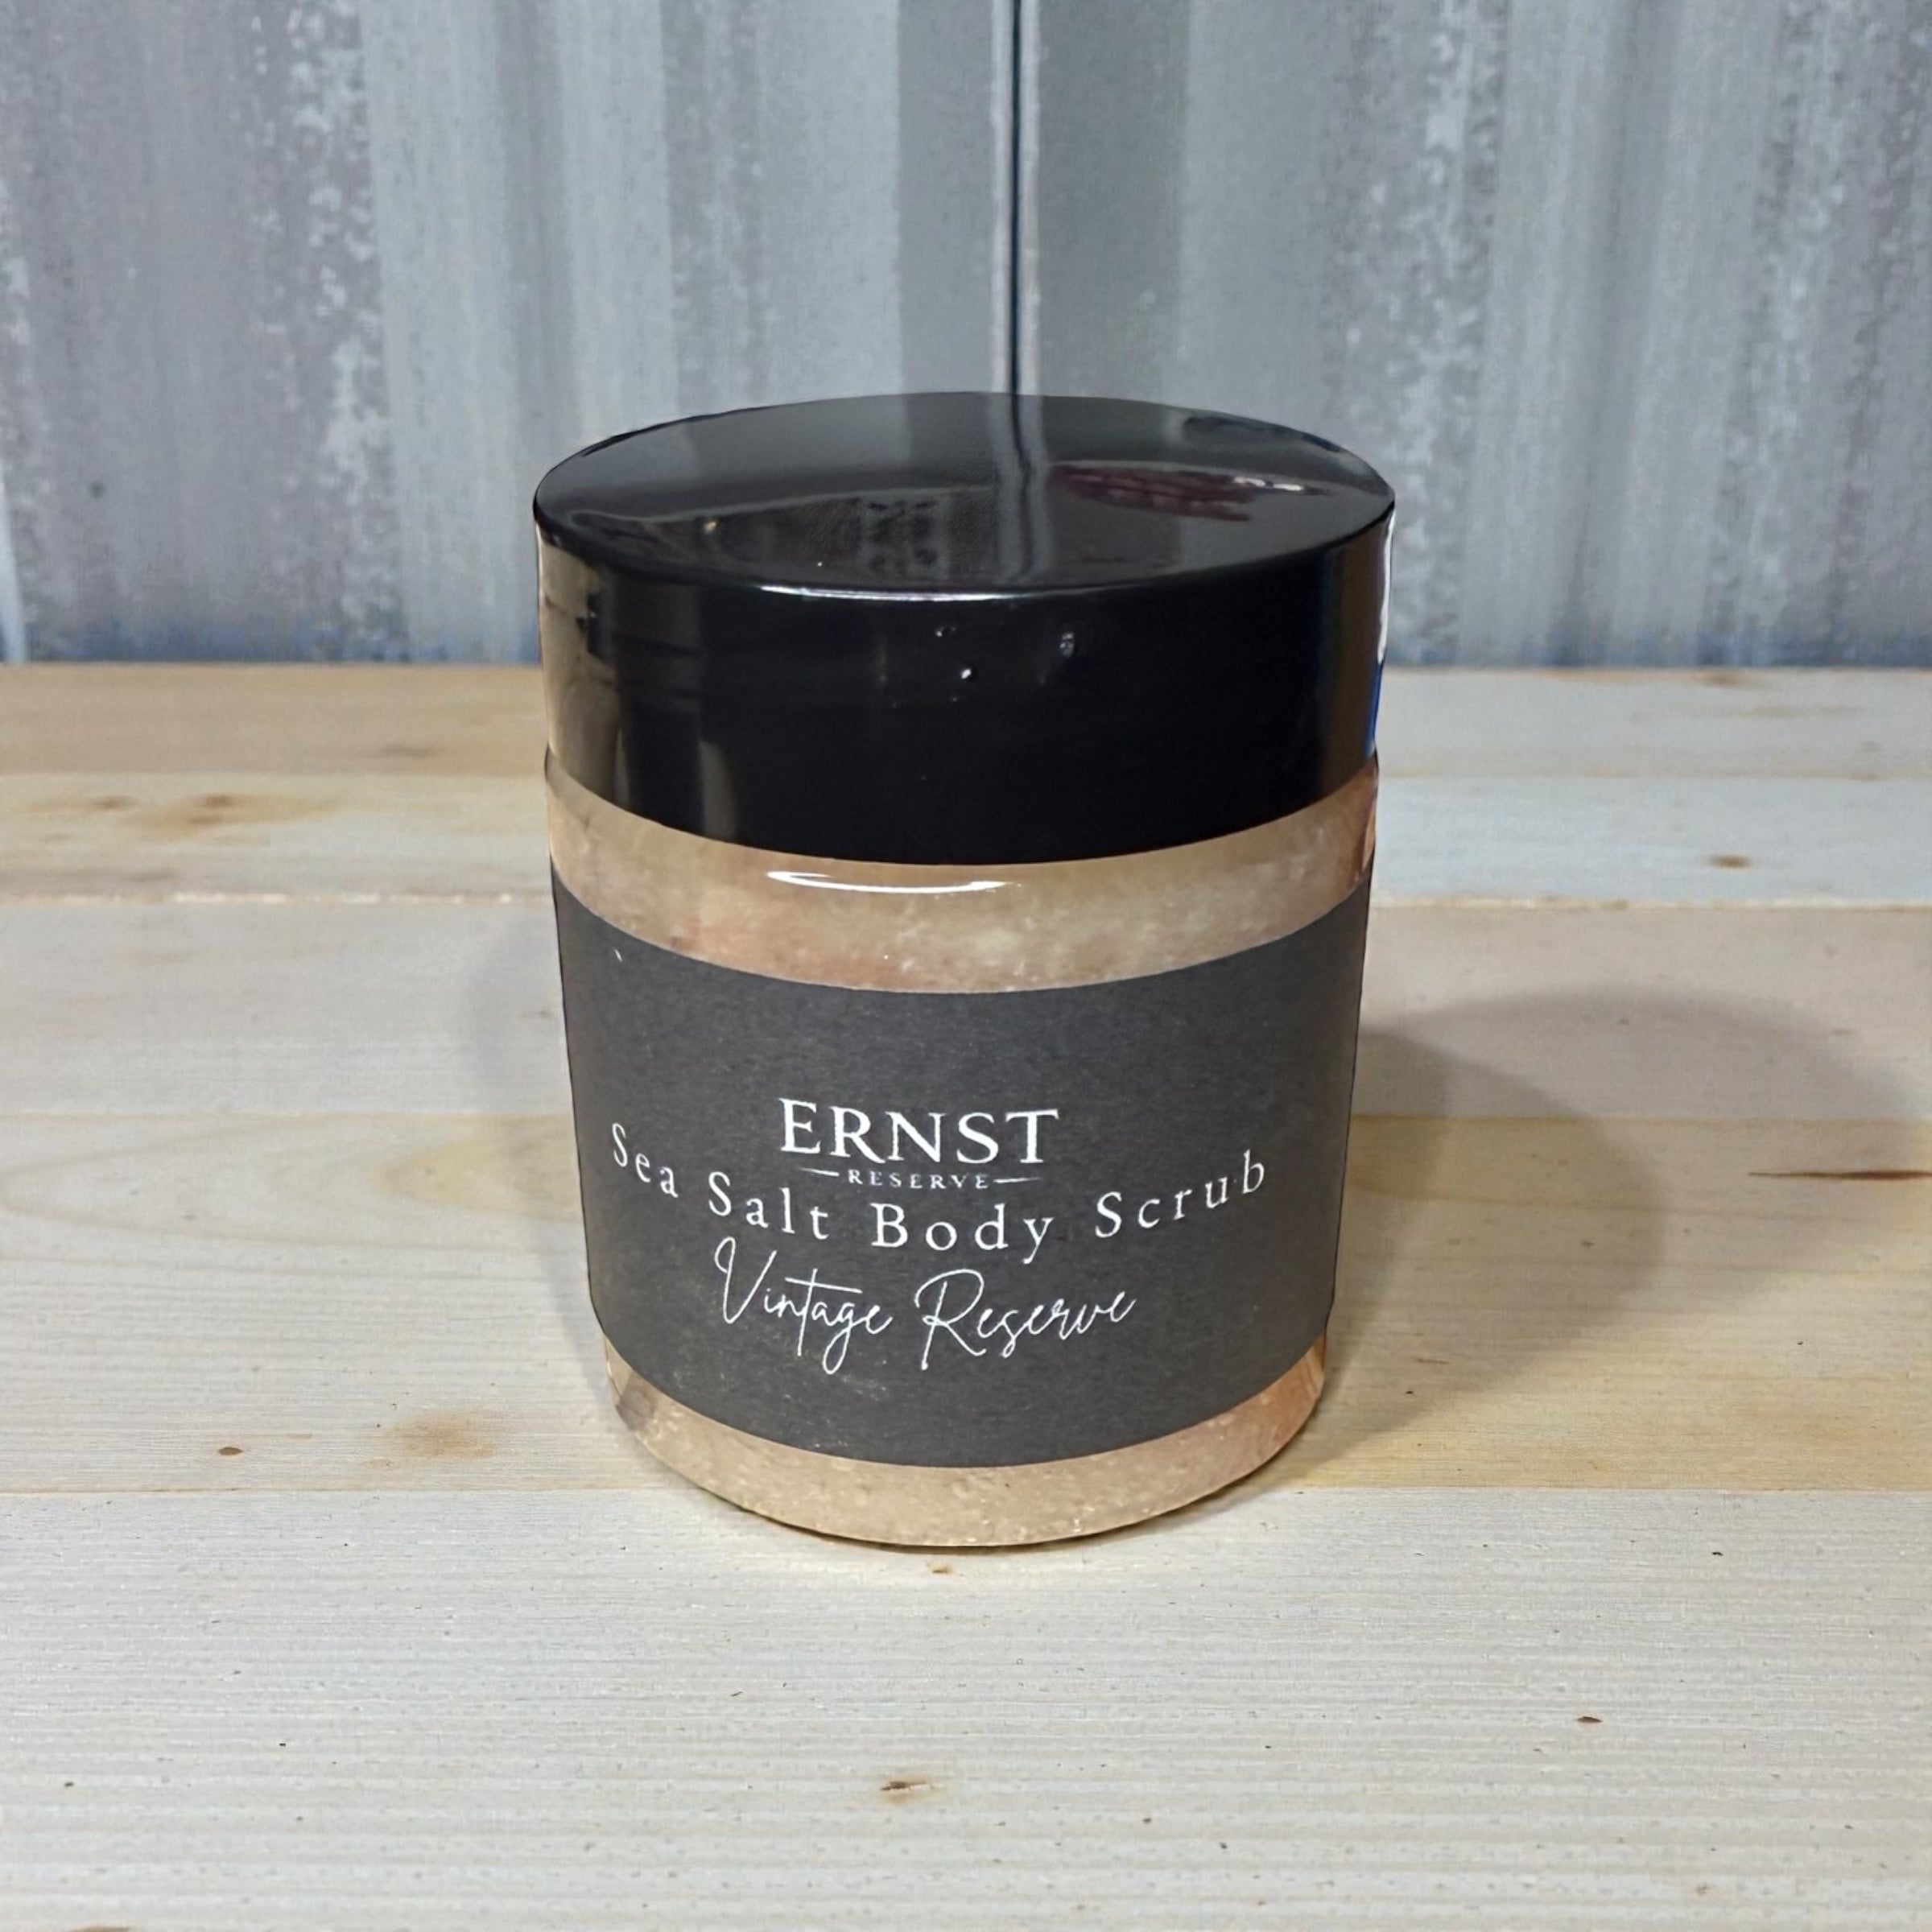 ERNST
RESERVE
Sea Salt Body Scrub
Vintage Reserve